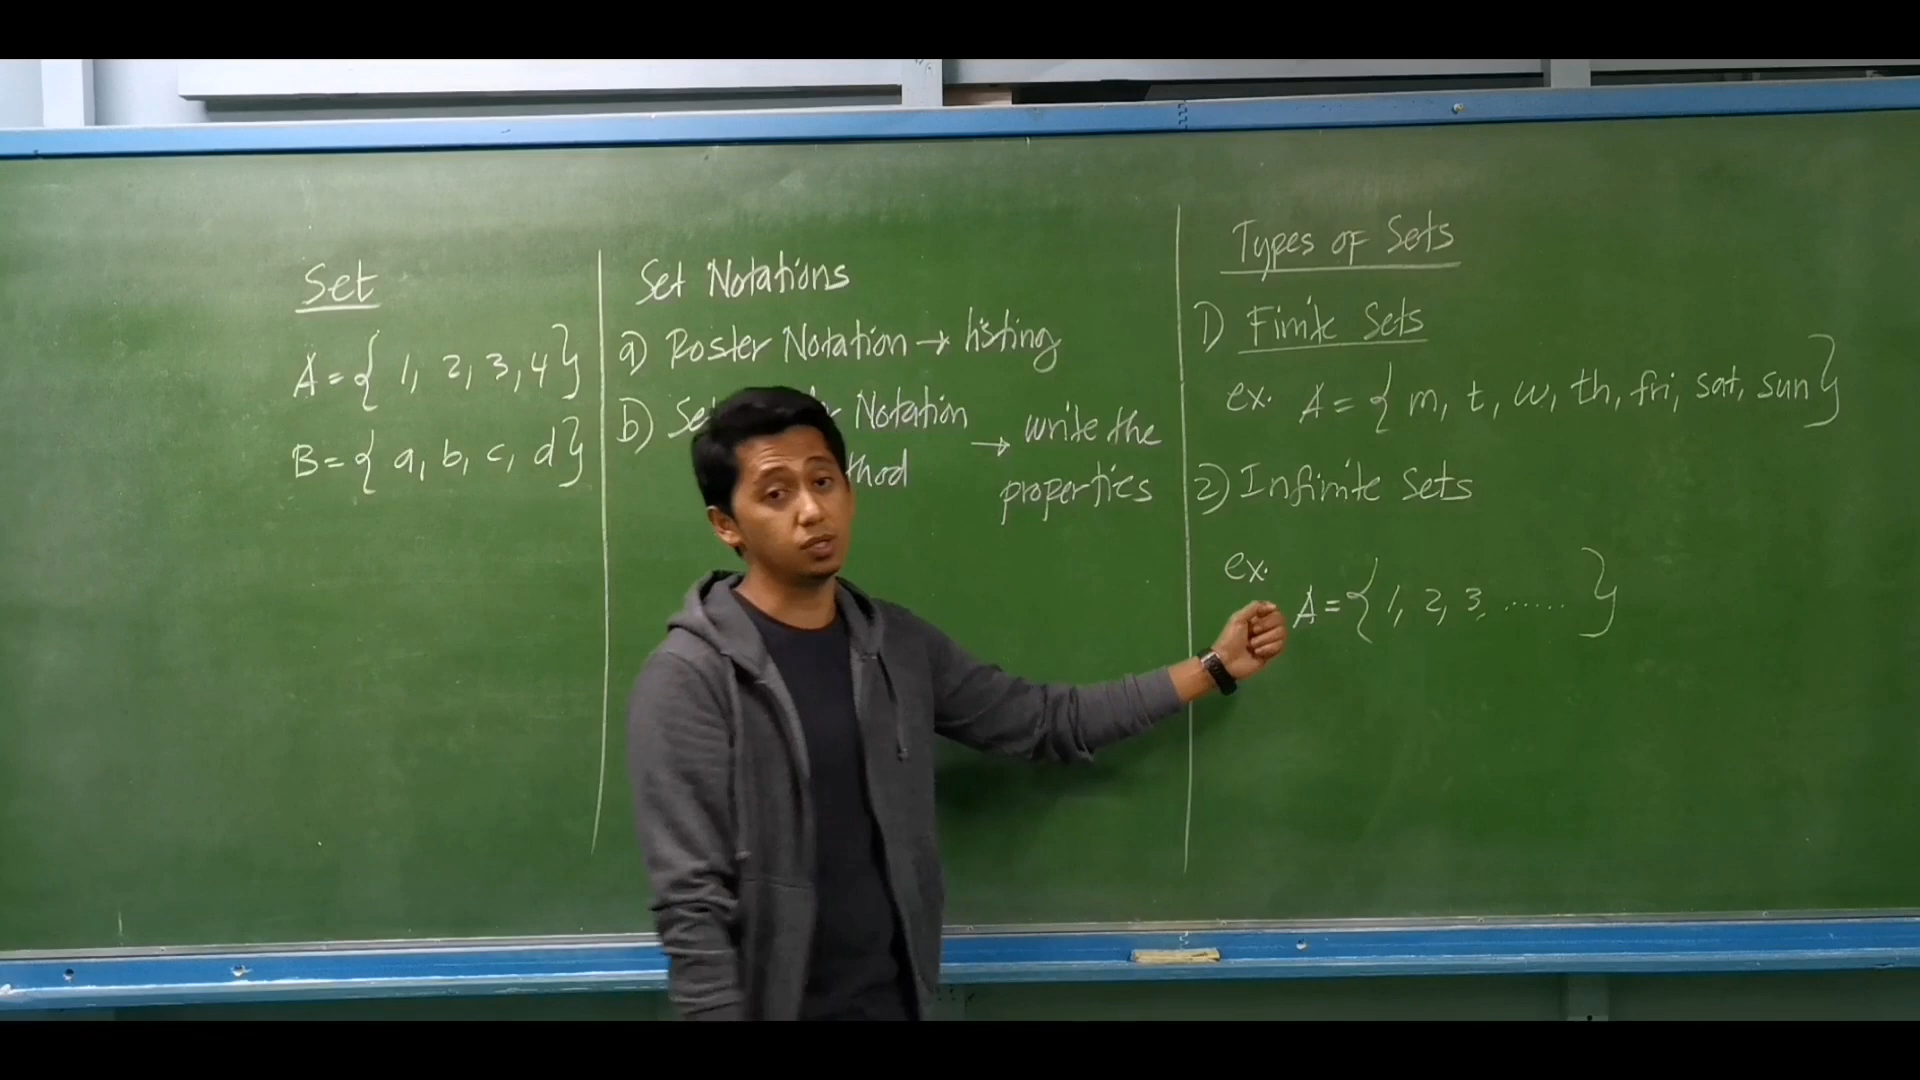 Set
A = { 1, 2, 3, 4 }
B = { a, b, c, d }
Set Notations
a) Roster Notation → listing
b) Notation → write the
properties
Types of Sets
1) Finite Sets
ex. A = { m, t, w, th, fri, sat, sun }
2) Infinite Sets
ex.
A = { 1, 2, 3, ...... }